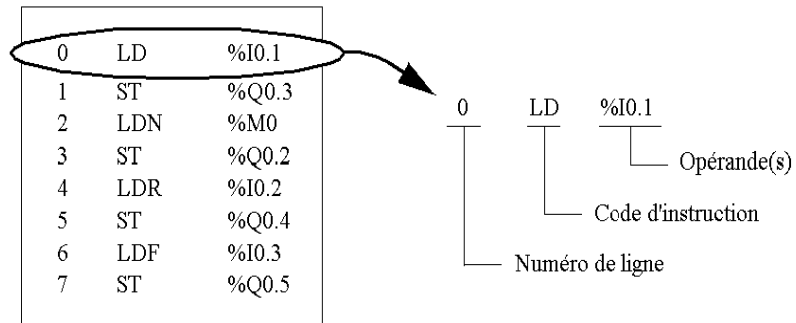 0 LD %I0.1
1 ST %Q0.3
2 LDN %M0
3 ST %Q0.2
4 LDR %I0.2
5 ST %Q0.4
6 LDF %I0.3
7 ST %Q0.5
0 LD %I0.1
Opérande(s)
Code d'instruction
Numéro de ligne